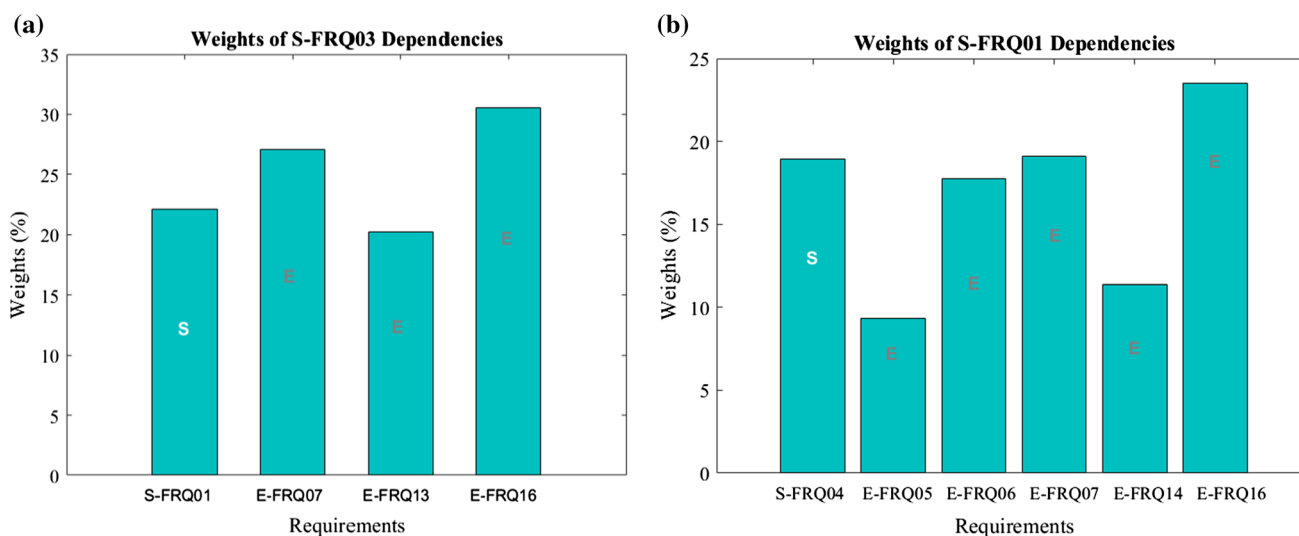 (a)
Weights of S-FRQ03 Dependencies
35
30
25
20
15
10
5
0
Weights (%)
S
E
E
E
S-FRQ01 E-FRQ07 E-FRQ13 E-FRQ16
Requirements
(b)
Weights of S-FRQ01 Dependencies
25
20
15
10
5
0
Weights (%)
S
E
E
E
E
E
S-FRQ04 E-FRQ05 E-FRQ06 E-FRQ07 E-FRQ14 E-FRQ16
Requirements